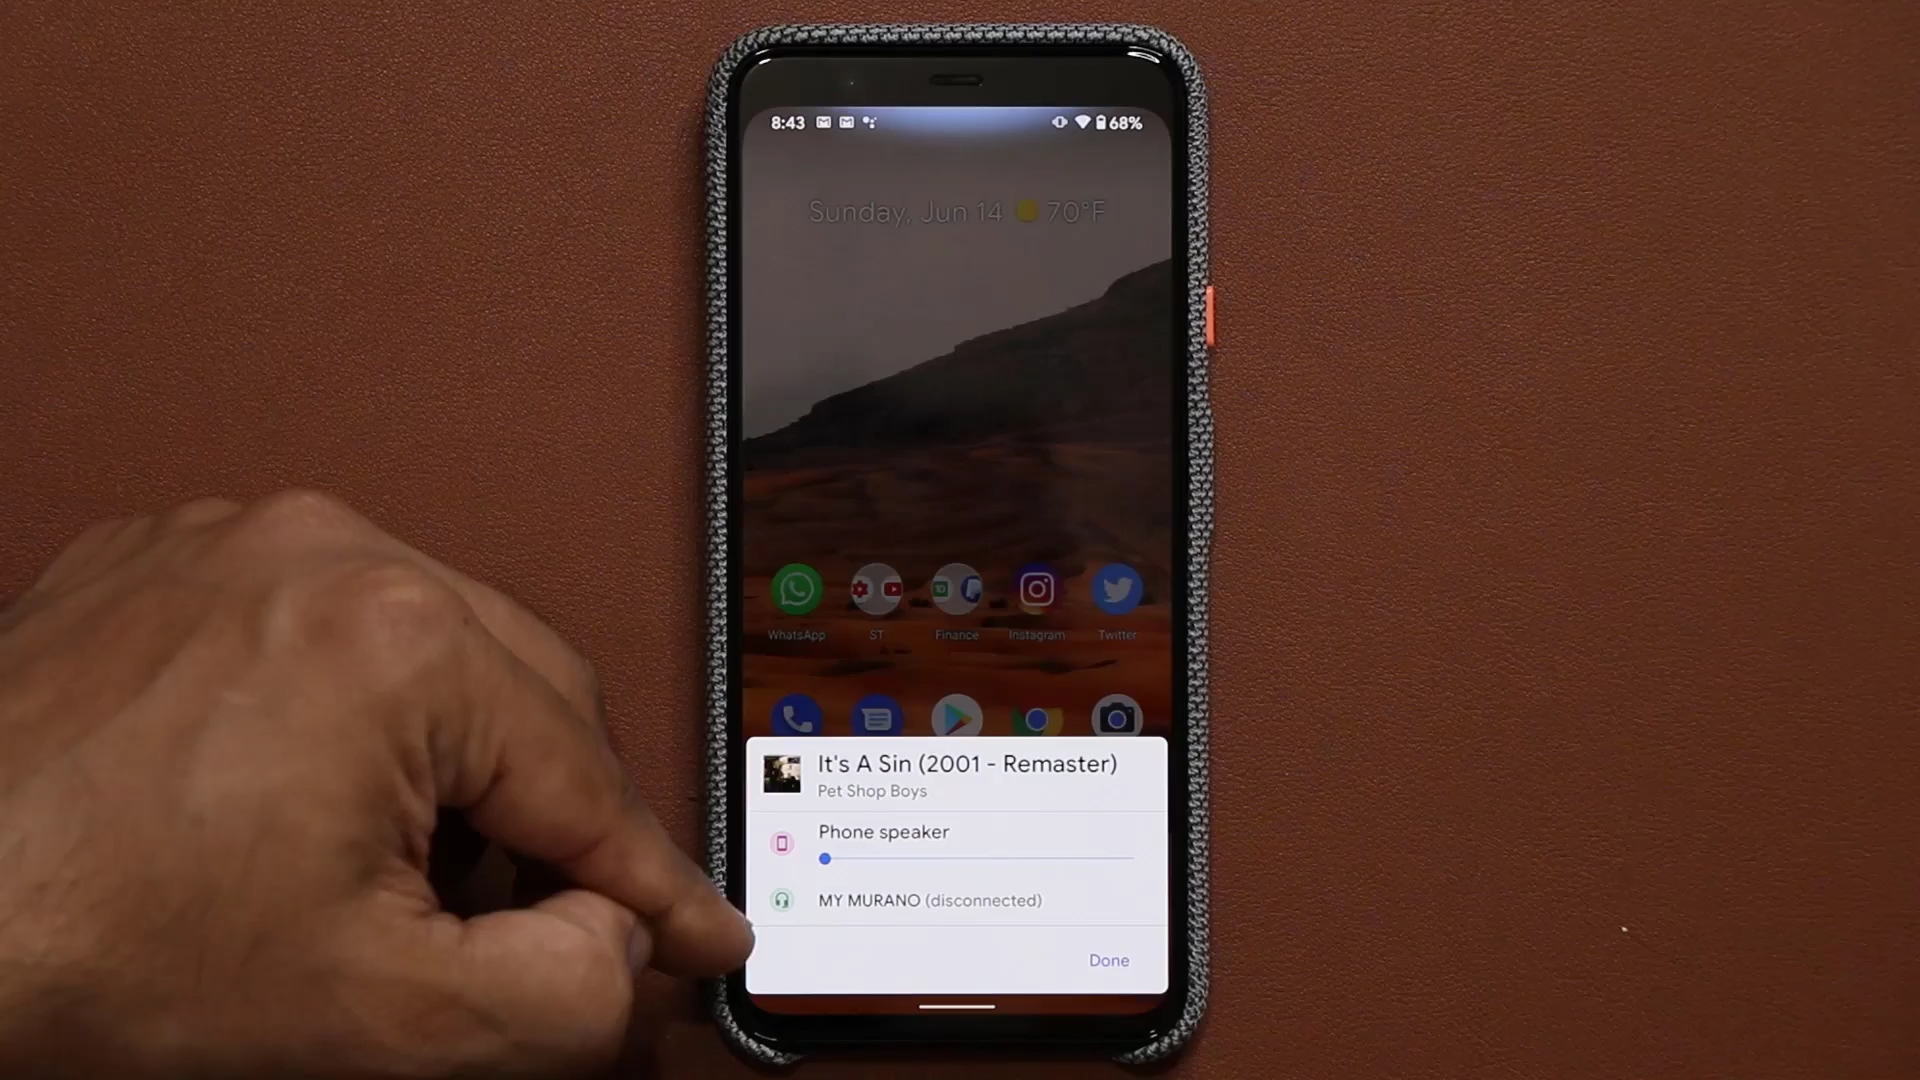 8:43 68%
Sunday, Jun 14 70°F
WhatsApp ST Finance Instagram Twitter
It's A Sin (2001 - Remaster)
Pet Shop Boys
Phone speaker
MY MURANO (disconnected)
Done